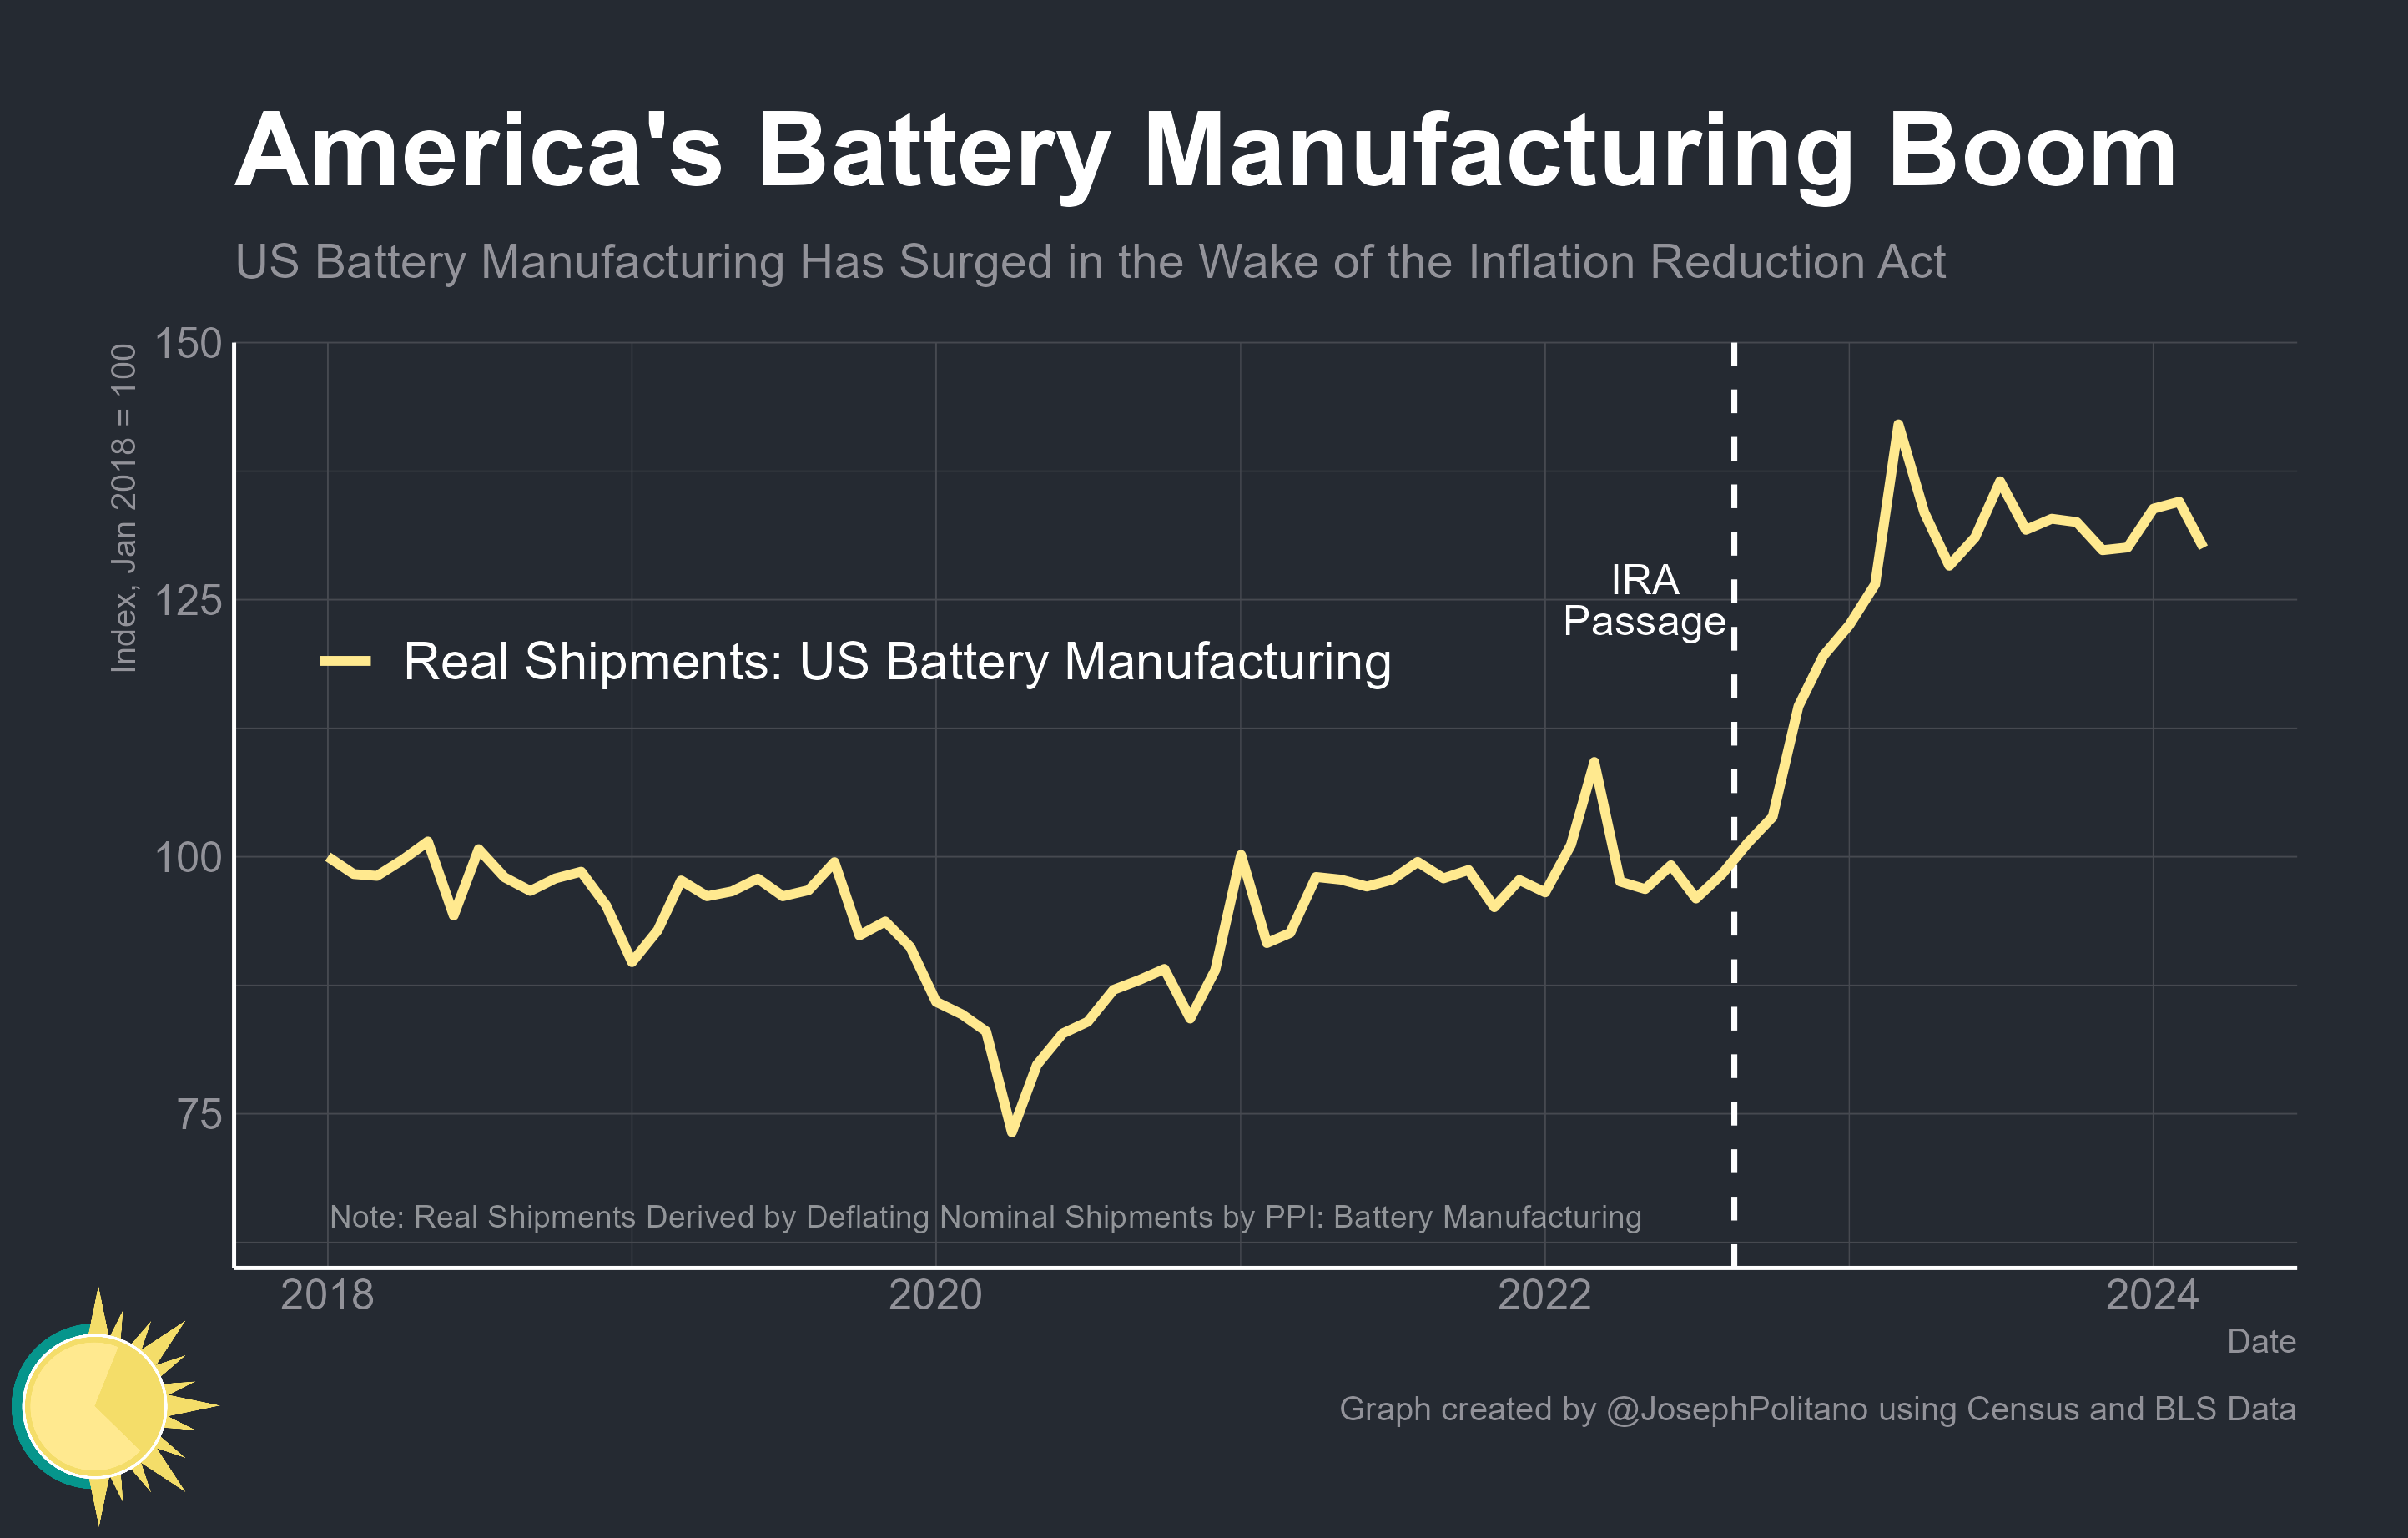 America's Battery Manufacturing Boom
US Battery Manufacturing Has Surged in the Wake of the Inflation Reduction Act
Index, Jan 2018 = 100
150
125
100
75
IRA
Passage
Real Shipments: US Battery Manufacturing
Note: Real Shipments Derived by Deflating Nominal Shipments by PPI: Battery Manufacturing
2018
2020
2022
2024
Date
Graph created by @JosephPolitano using Census and BLS Data